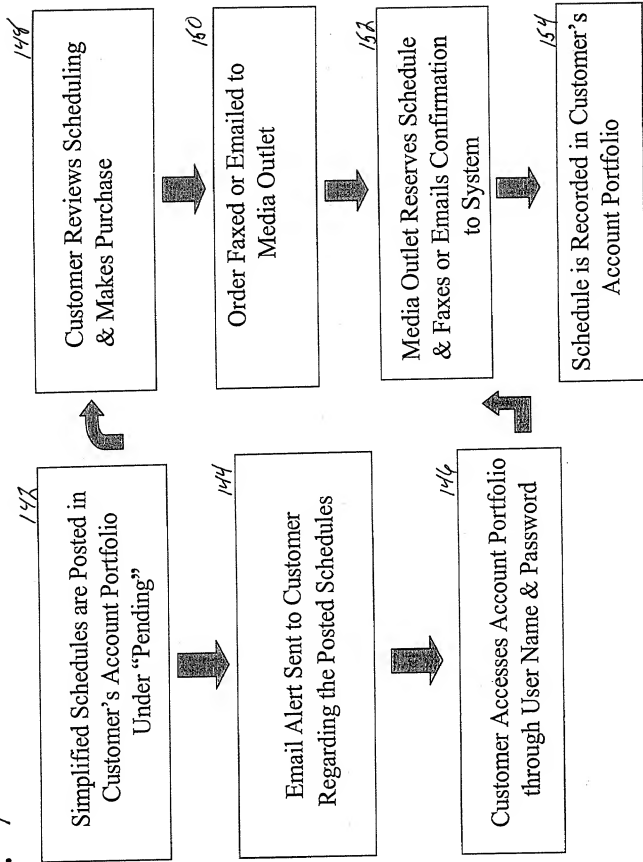 142
Simplified Schedules are Posted in
Customer's Account Portfolio
Under "Pending"
144
Email Alert Sent to Customer
Regarding the Posted Schedules
146
Customer Accesses Account Portfolio
through User Name & Password
148
Customer Reviews Scheduling
& Makes Purchase
150
Order Faxed or Emailed to
Media Outlet
152
Media Outlet Reserves Schedule
& Faxes or Emails Confirmation
to System
154
Schedule is Recorded in Customer's
Account Portfolio